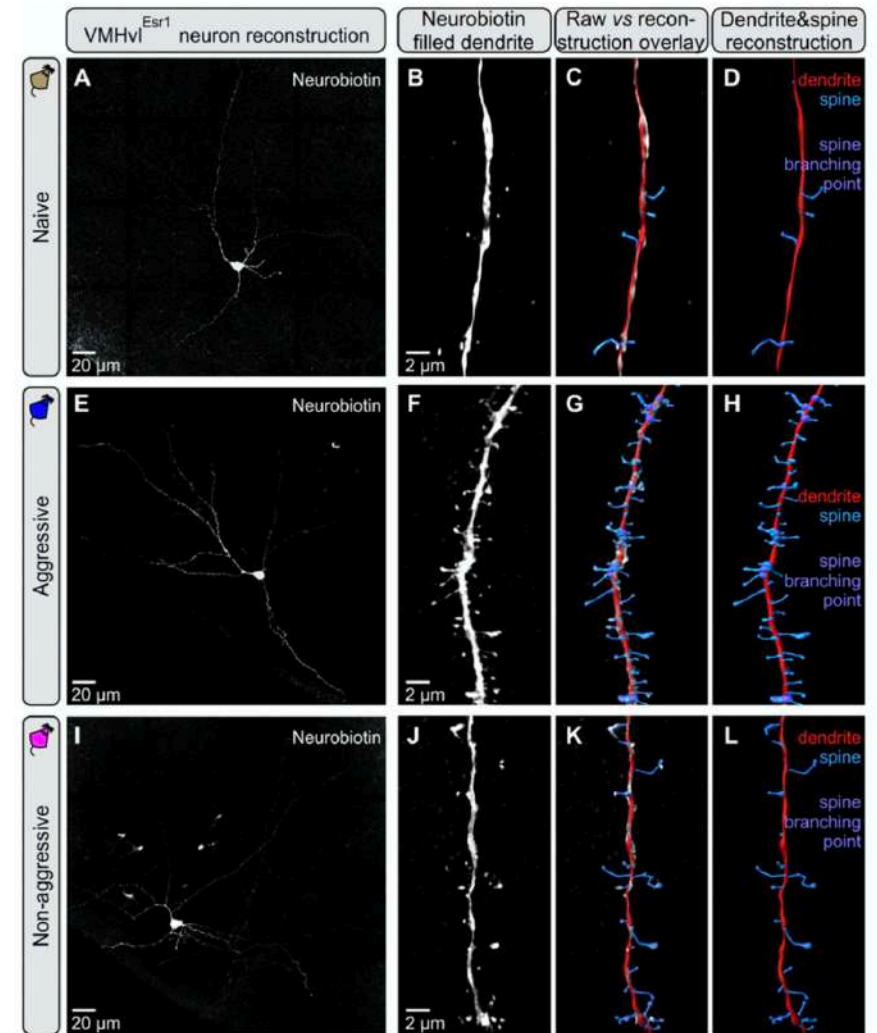 VMHvl^Esr1 neuron reconstruction
Neurobiotin
filled dendrite
Raw vs recon-
struction overlay
Dendrite&spine
reconstruction
Naive
A
Neurobiotin
20 µm
B
2 µm
C
D
dendrite
spine
spine
branching
point
Aggressive
E
Neurobiotin
20 µm
F
2 µm
G
H
dendrite
spine
spine
branching
point
Non-aggressive
I
Neurobiotin
20 µm
J
2 µm
K
L
dendrite
spine
spine
branching
point